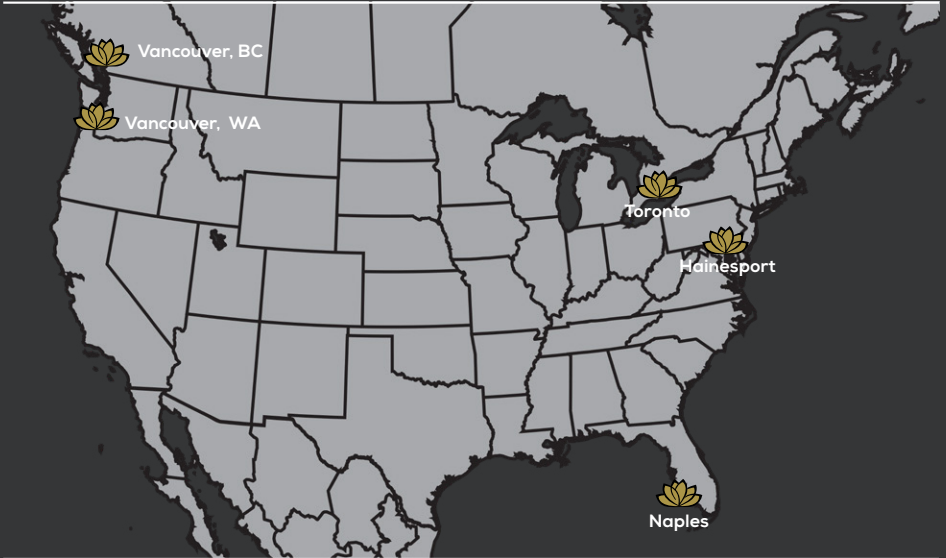 Vancouver, BC
Vancouver, WA
Toronto
Hainesport
Naples